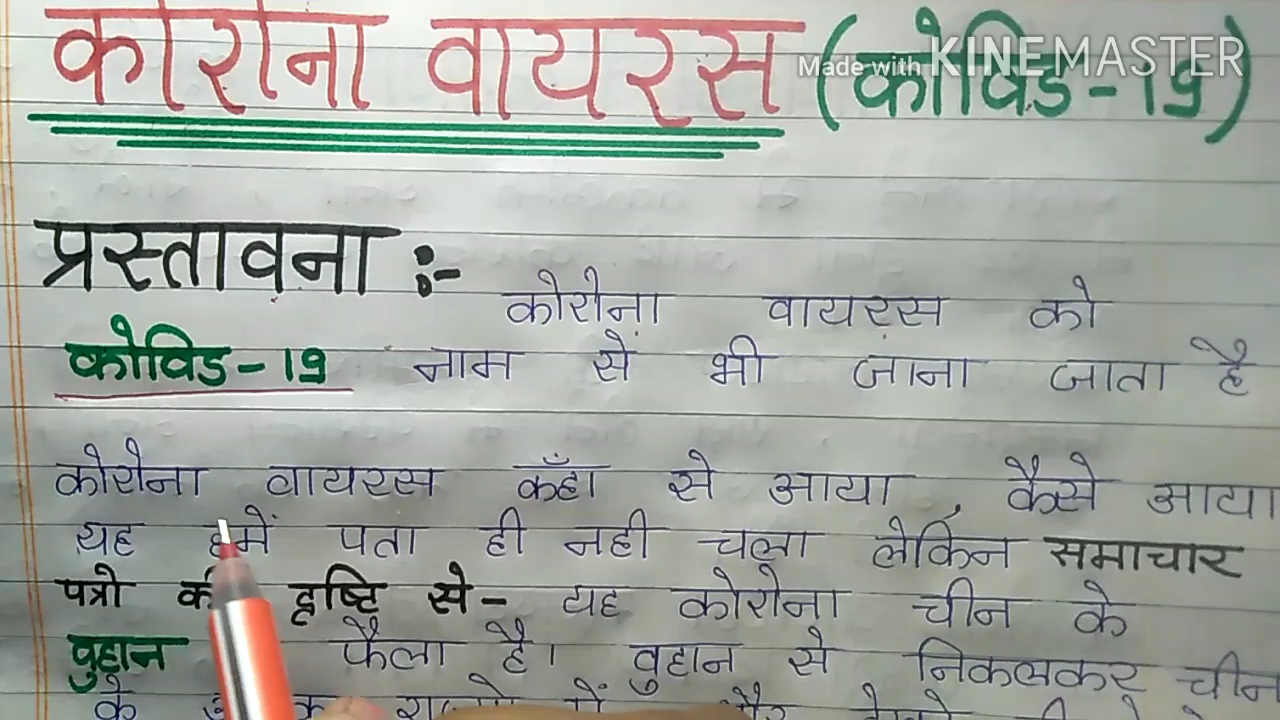 कोरोना वायरस (कोविड-19)
Made with KINEMASTER
प्रस्तावना :-
कोरोना वायरस को
कोविड-19 नाम सें भी जाना जाता है
कोरोना वायरस कहाँ से आया , कैसे आया
यह हमें पता ही नही चला लेकिन समाचार
पत्रो की दृष्टि से- यह कोरोना चीन के
वुहान फैला है। वुहान से निकलकर चीन
के